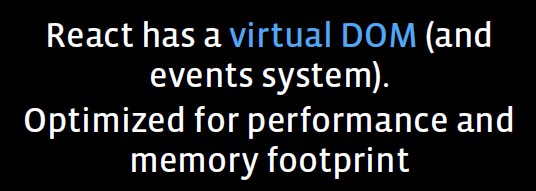 React has a virtual DOM (and
events system).
Optimized for performance and
memory footprint